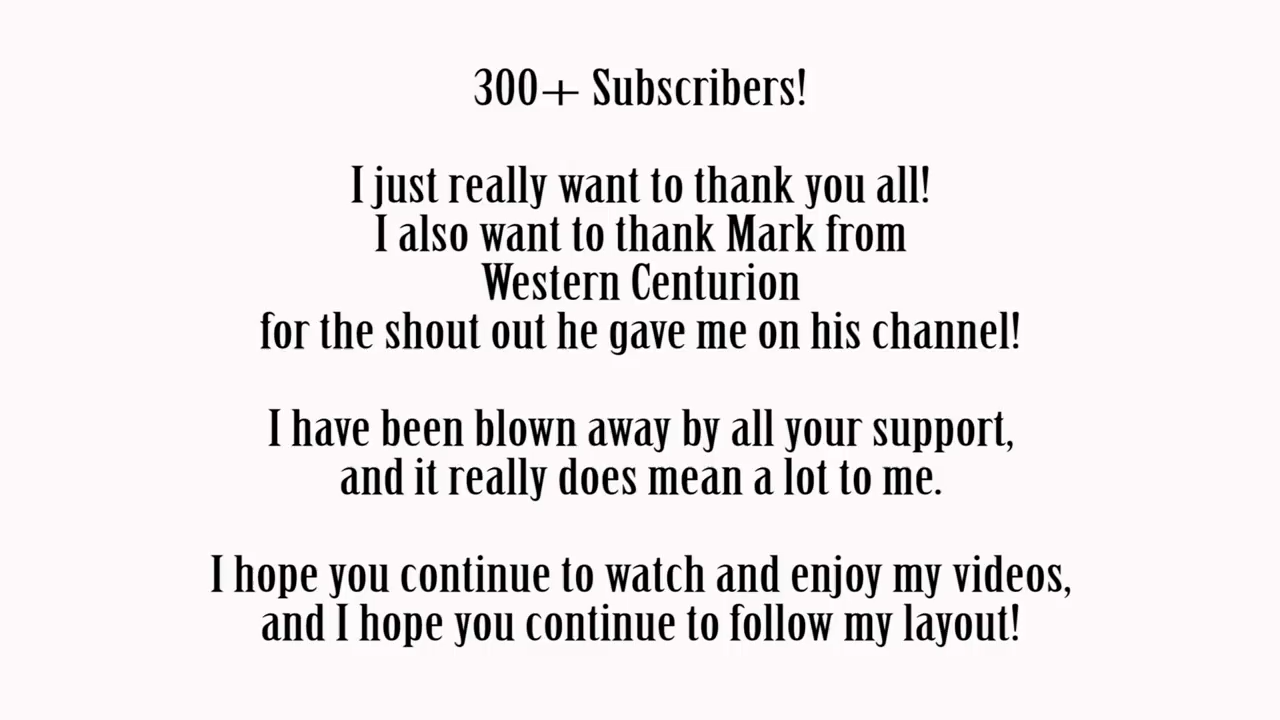 300+ Subscribers!
I just really want to thank you all!
I also want to thank Mark from
Western Centurion
for the shout out he gave me on his channel!
I have been blown away by all your support,
and it really does mean a lot to me.
I hope you continue to watch and enjoy my videos,
and I hope you continue to follow my layout!